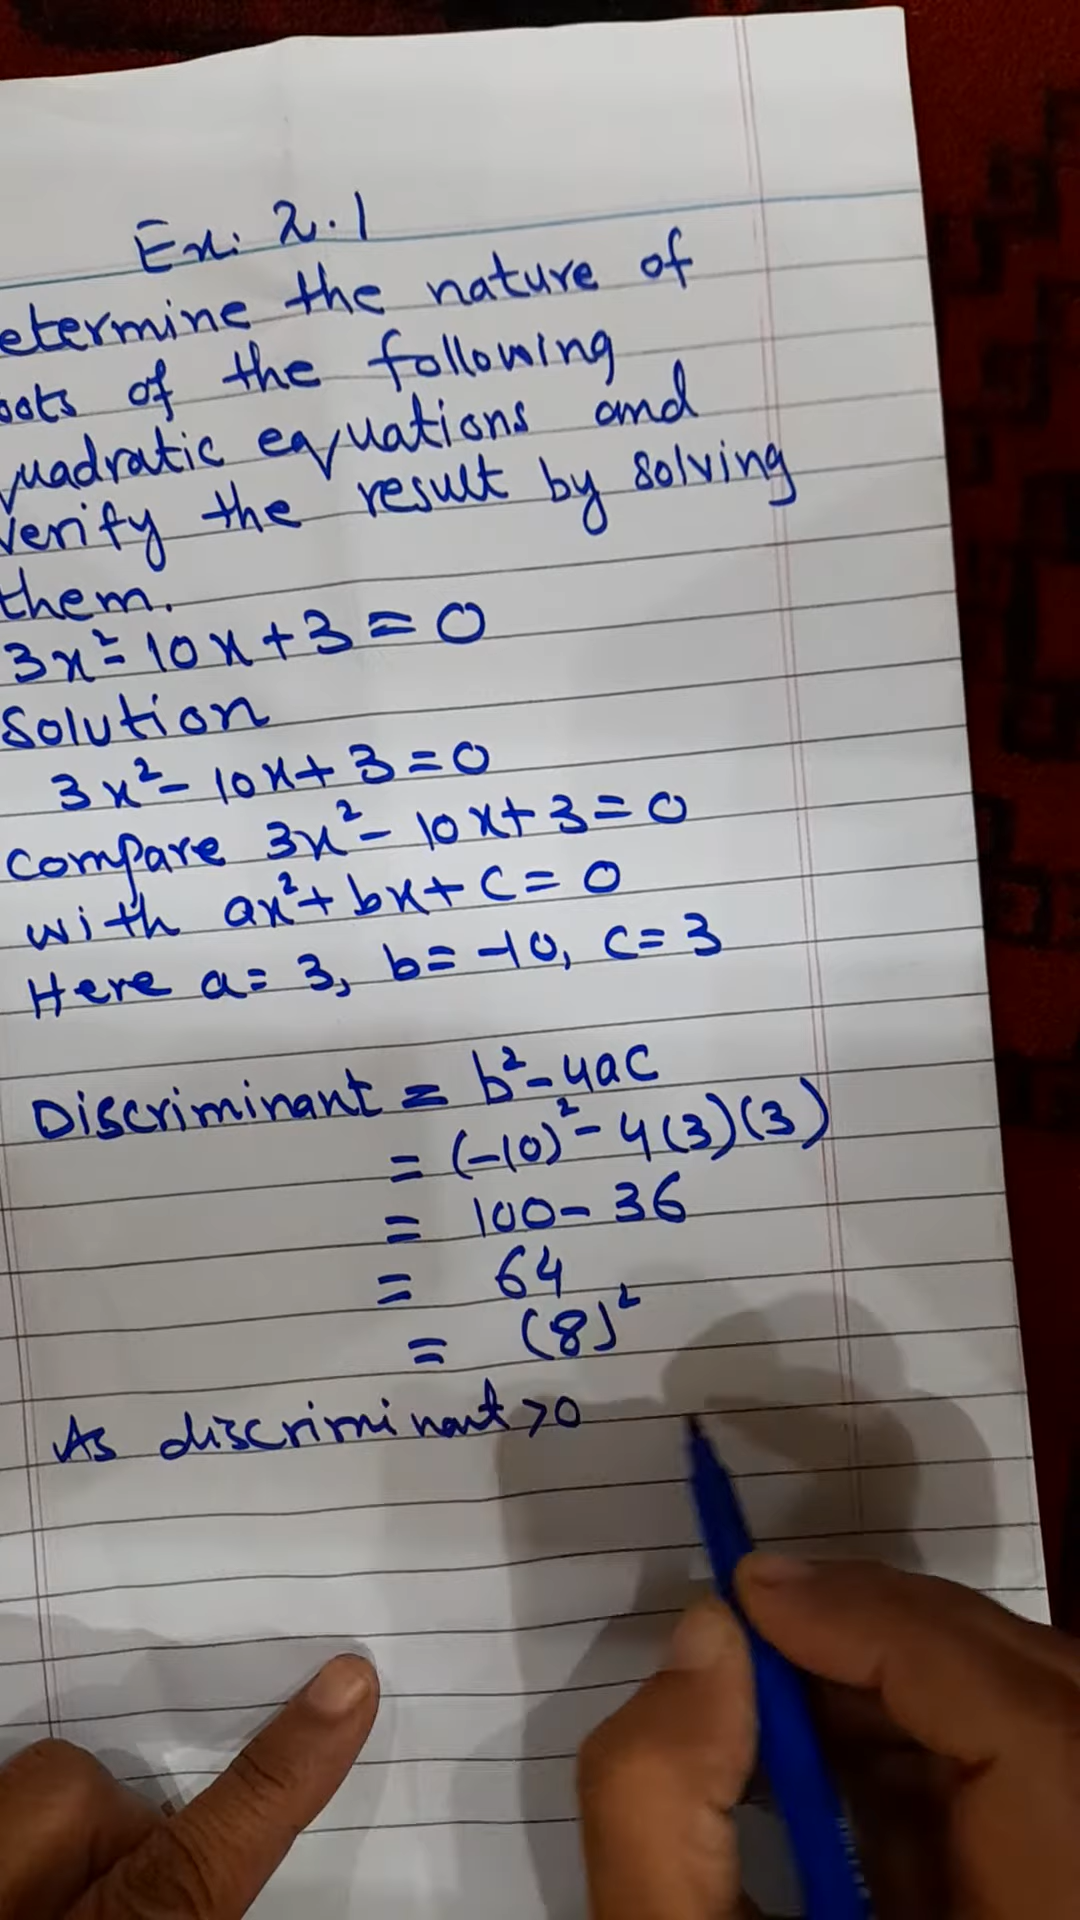 Ex: 2.1
etermine the nature of
oots of the following
quadratic equations and
verify the result by solving
them.
3x² - 10x + 3 = 0
Solution
3x² - 10x + 3 = 0
Compare 3x² - 10x + 3 = 0
with ax² + bx + c = 0
Here a = 3, b = -10, c = 3
Discriminant = b² - 4ac
= (-10)² - 4(3)(3)
= 100 - 36
= 64
= (8)²
As discriminant > 0